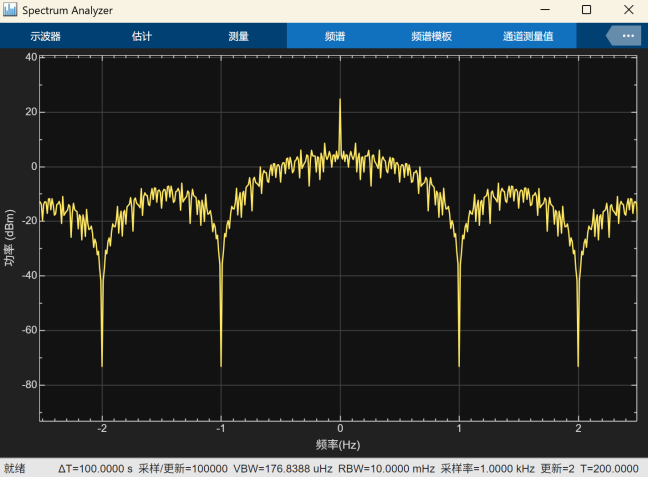 Spectrum Analyzer
示波器 估计 测量 频谱 频谱模板 通道测量值
40
20
0
-20
-40
-60
-80
功率 (dBm)
-2 -1 0 1 2
频率(Hz)
就绪 ΔT=100.0000 s 采样/更新=100000 VBW=176.8388 uHz RBW=10.0000 mHz 采样率=1.0000 kHz 更新=2 T=200.0000